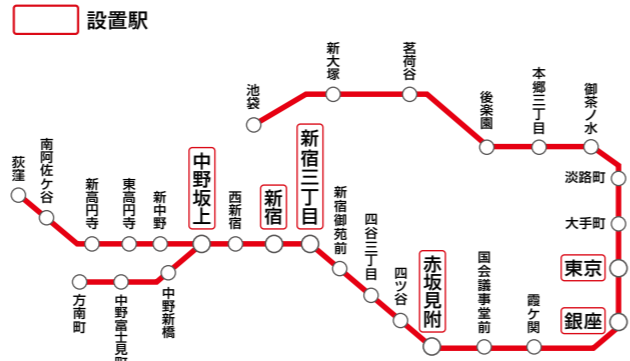 設置駅
池袋
新大塚
茗荷谷
後楽園
本郷三丁目
御茶ノ水
淡路町
大手町
東京
銀座
霞ケ関
国会議事堂前
赤坂見附
四ツ谷
四谷三丁目
新宿御苑前
新宿三丁目
新宿
西新宿
中野坂上
新中野
東高円寺
新高円寺
南阿佐ケ谷
荻窪
中野新橋
中野富士見町
方南町